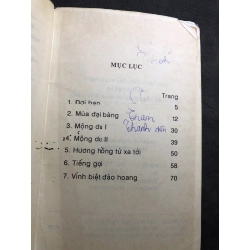 MỤC LỤC
Trang
1. Đợi hẹn 5
2. Mùa đại bàng 12
3. Mộng du I 30
4. Mộng du II 39
5. Hương hồng từ xa tới 50
6. Tiếng gọi 58
7. Vĩnh biệt đảo hoang 70